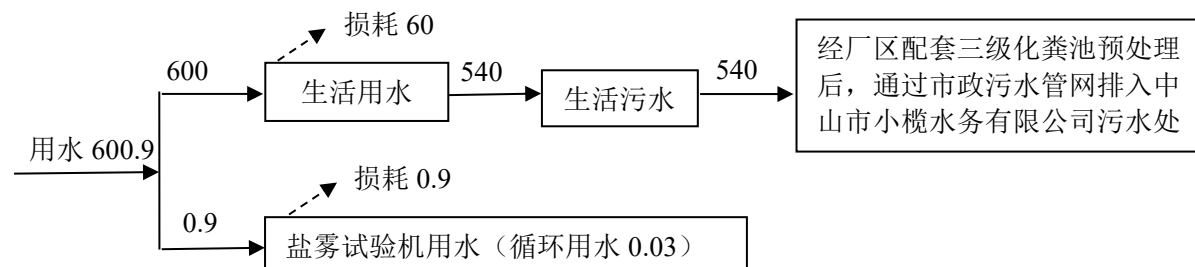 损耗 60
600
生活用水
540
生活污水
540
经厂区配套三级化粪池预处理
后，通过市政污水管网排入中
山市小榄水务有限公司污水处
用水 600.9
损耗 0.9
0.9
盐雾试验机用水（循环用水 0.03）